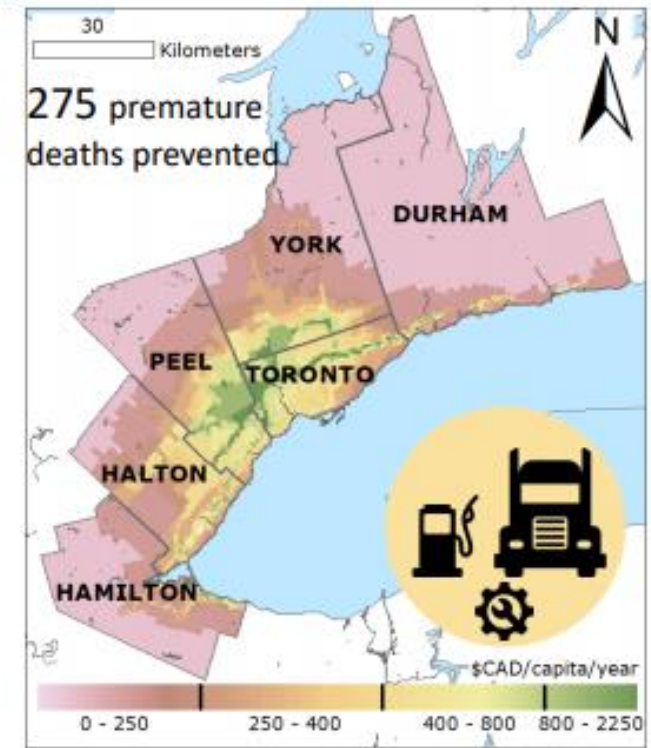 30
Kilometers
N
275 premature
deaths prevented
DURHAM
YORK
PEEL
TORONTO
HALTON
HAMILTON
$CAD/capita/year
0 - 250 250 - 400 400 - 800 800 - 2250